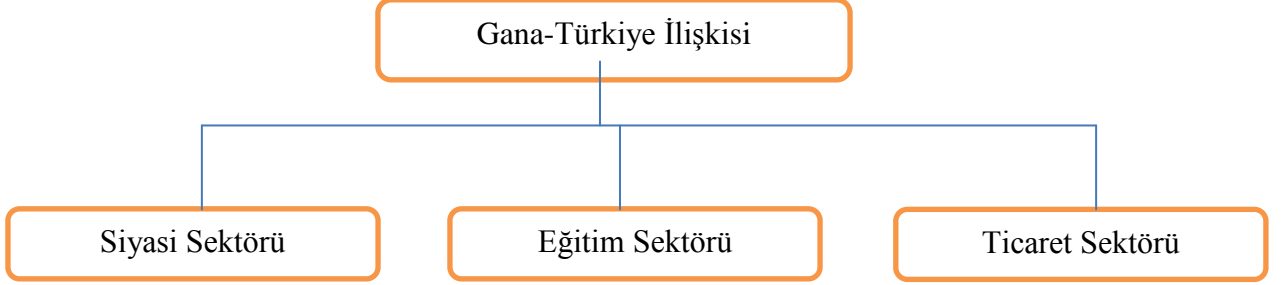 Gana-Türkiye İlişkisi
Siyasi Sektörü
Eğitim Sektörü
Ticaret Sektörü